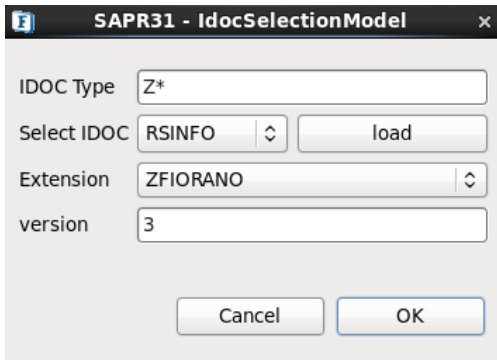 SAPR31 - IdocSelectionModel
IDOC Type Z*
Select IDOC RSINFO load
Extension ZFIORANO
version 3
Cancel OK